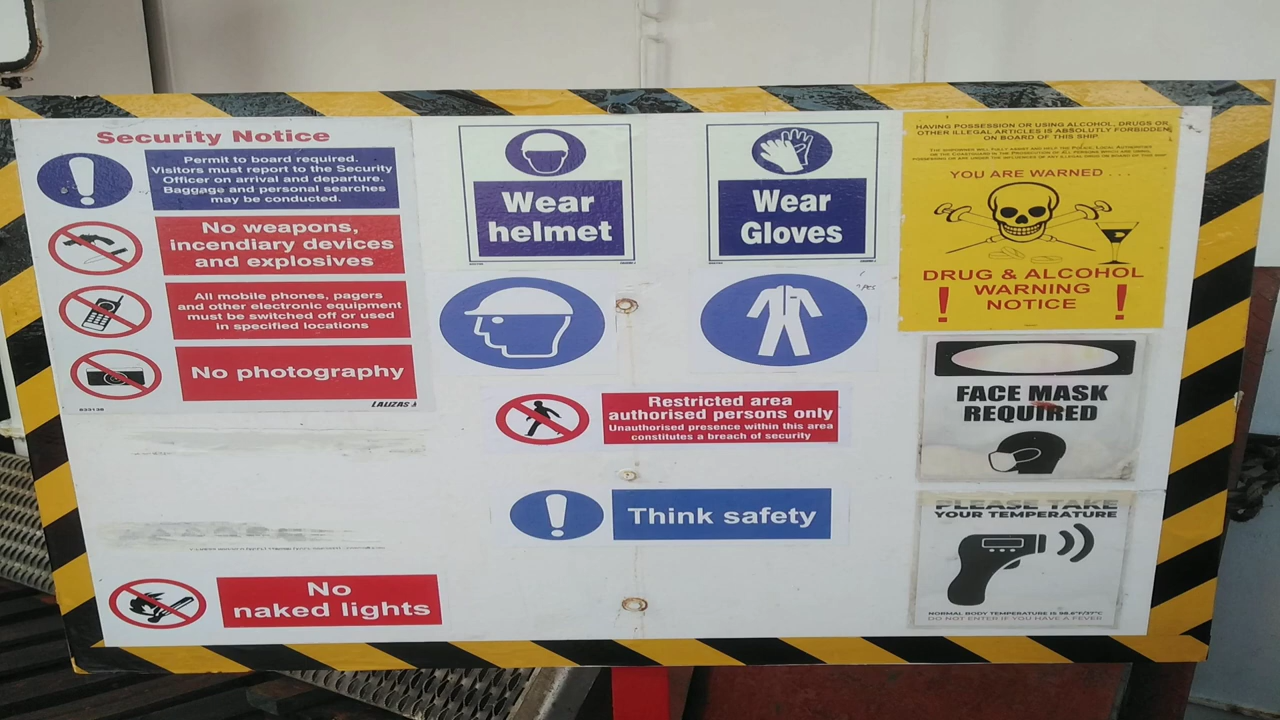 Security Notice
Permit to board required.
Visitors must report to the Security
Officer on arrival and departure.
Baggage and personal searches
may be conducted.
No weapons,
incendiary devices
and explosives
All mobile phones, pagers
and other electronic equipment
must be switched off or used
in specified locations
No photography
833138
LALIZAS
No
naked lights
Wear
helmet
Wear
Gloves
Restricted area
authorised persons only
Unauthorised presence within this area
constitutes a breach of security
Think safety
HAVING POSSESSION OR USING ALCOHOL, DRUGS OR
OTHER ILLEGAL ARTICLES IS ABSOLUTELY FORBIDDEN
ON BOARD OF THIS SHIP
YOU ARE WARNED . . .
DRUG & ALCOHOL
WARNING
NOTICE
! !
FACE MASK
REQUIRED
PLEASE TAKE
YOUR TEMPERATURE
NORMAL BODY TEMPERATURE IS 98.6°F/37°C
DO NOT ENTER IF YOU HAVE A FEVER